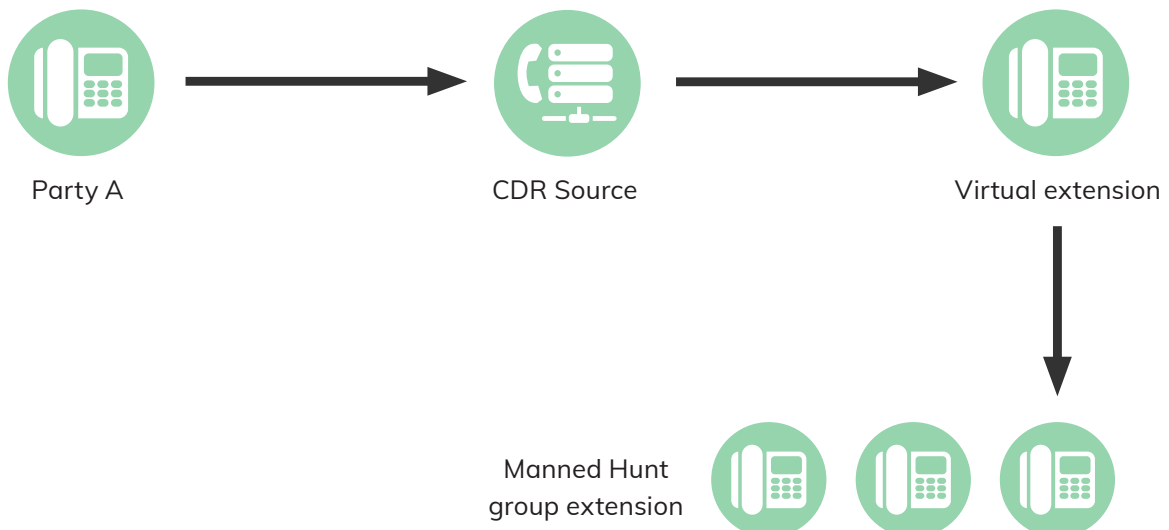 Party A
CDR Source
Virtual extension
Manned Hunt
group extension